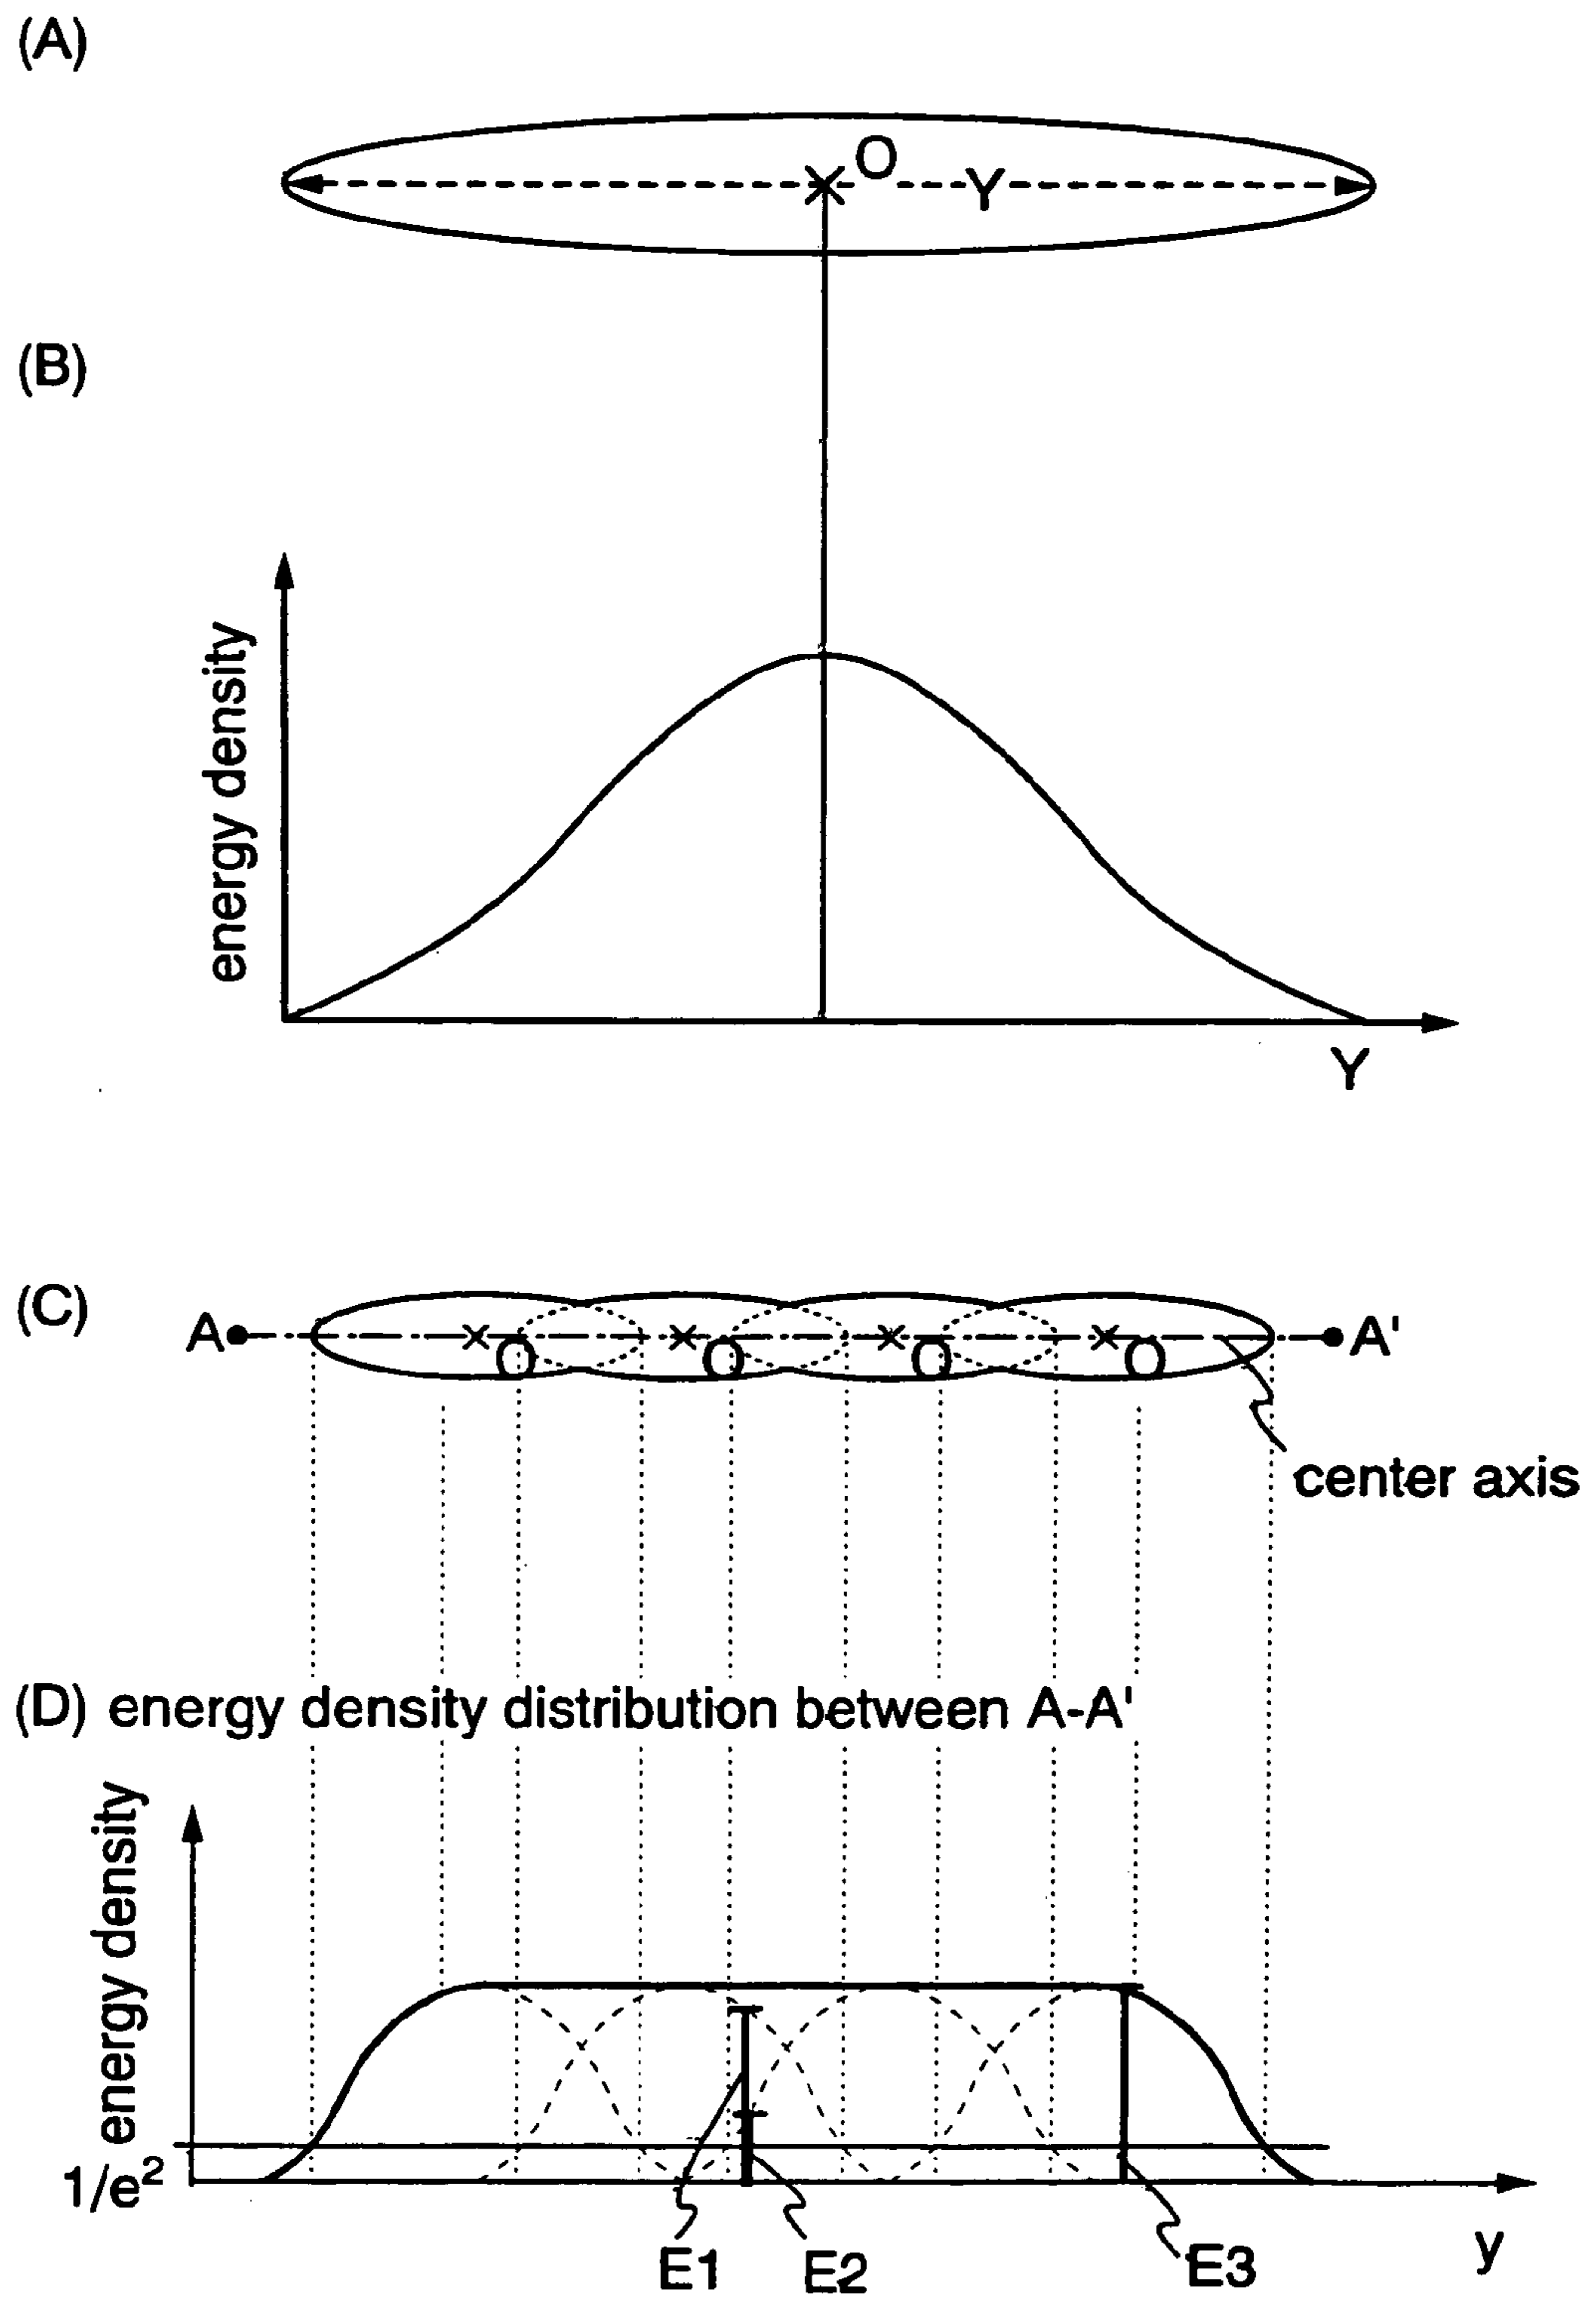 (A)
O
Y
(B)
energy density
Y
(C)
A
A'
O O O O
center axis
(D) energy density distribution between A-A'
energy density
1/e²
E1
E2
E3
y